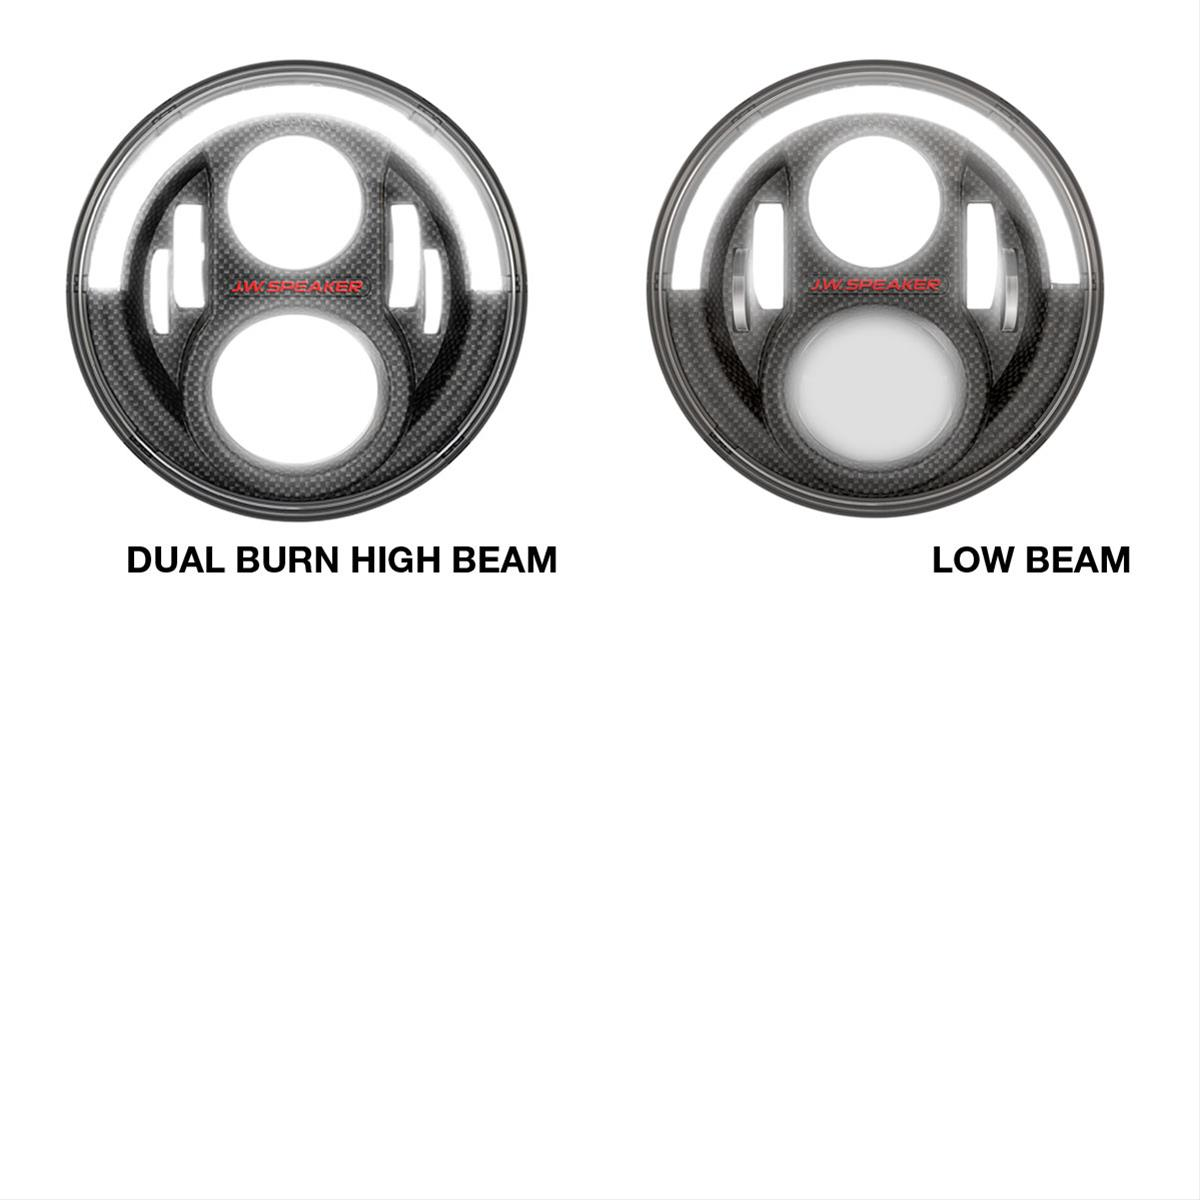 J.W. SPEAKER
J.W. SPEAKER
DUAL BURN HIGH BEAM
LOW BEAM